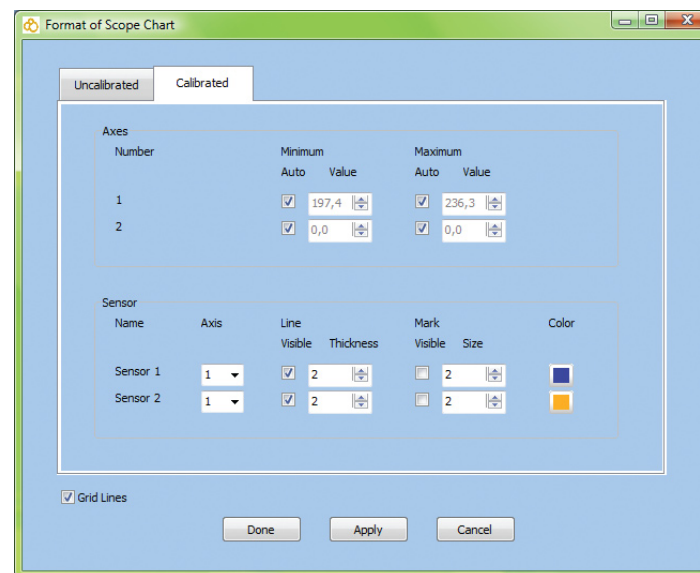 Format of Scope Chart
Uncalibrated Calibrated
Axes
Number Minimum Maximum
Auto Value Auto Value
1 197,4 236,3
2 0,0 0,0
Sensor
Name Axis Line Mark Color
Visible Thickness Visible Size
Sensor 1 1 2 2
Sensor 2 1 2 2
Grid Lines
Done Apply Cancel